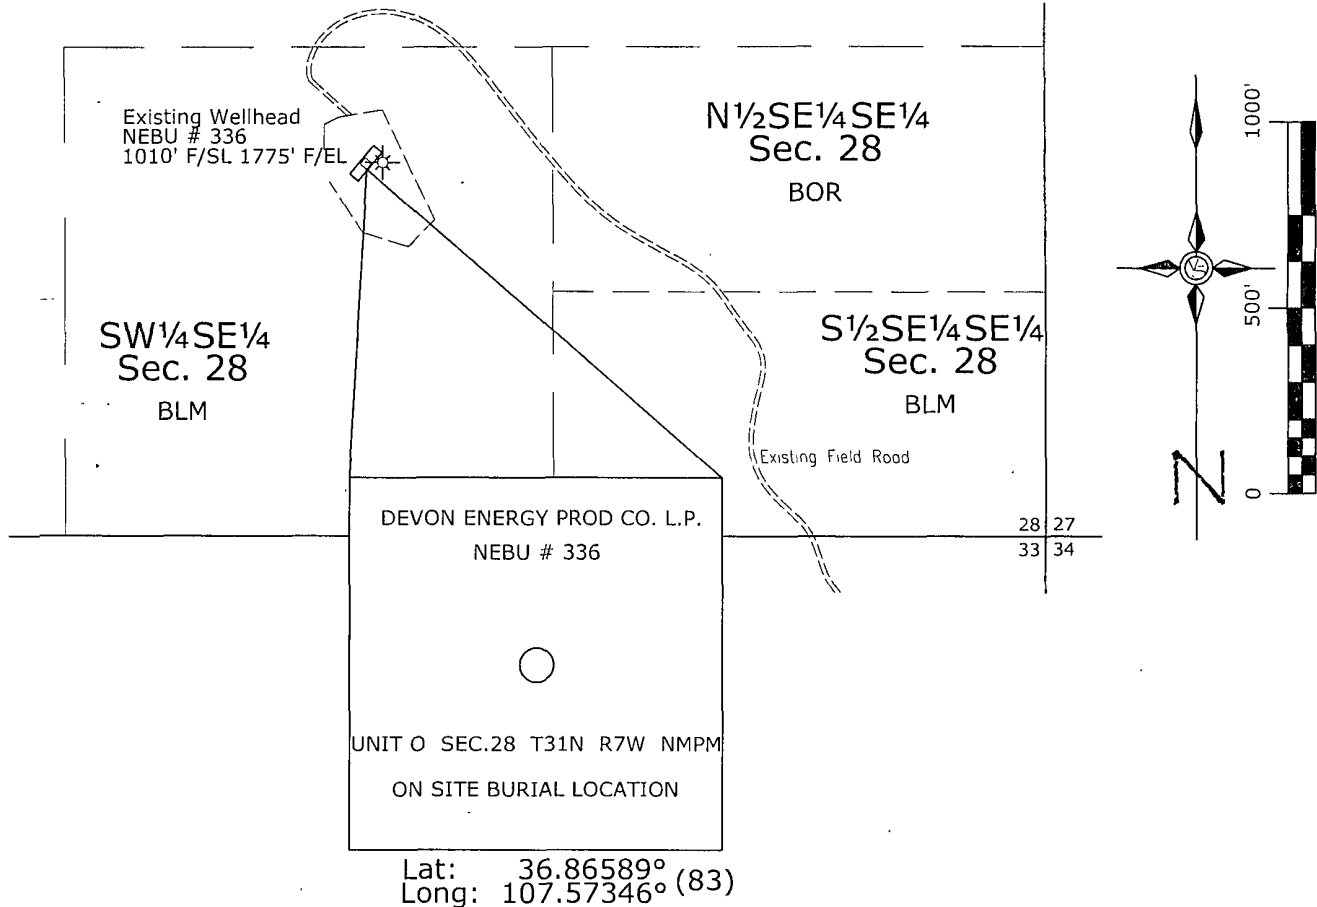 Existing Wellhead
NEBU # 336
1010' F/SL 1775' F/EL
N½SE¼SE¼
Sec. 28
BOR
SW¼SE¼
Sec. 28
BLM
S½SE¼SE¼
Sec. 28
BLM
Existing Field Road
28 27
33 34
1000'
500'
0
N
DEVON ENERGY PROD CO. L.P.
NEBU # 336
UNIT O SEC.28 T31N R7W NMPM
ON SITE BURIAL LOCATION
Lat: 36.86589° (83)
Long: 107.57346°